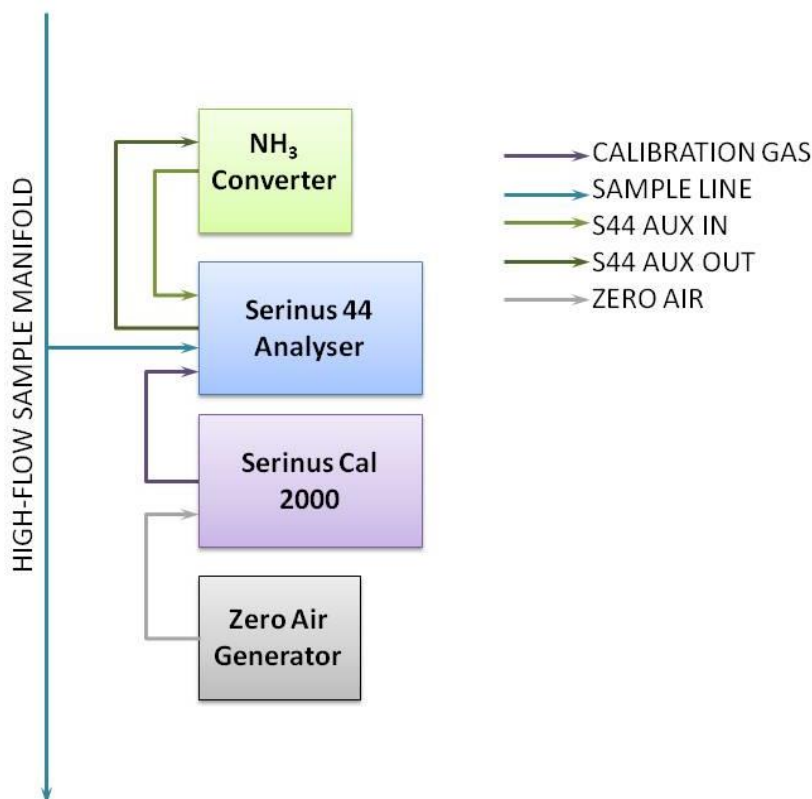 HIGH-FLOW SAMPLE MANIFOLD
NH₃
Converter
Serinus 44
Analyser
Serinus Cal
2000
Zero Air
Generator
CALIBRATION GAS
SAMPLE LINE
S44 AUX IN
S44 AUX OUT
ZERO AIR